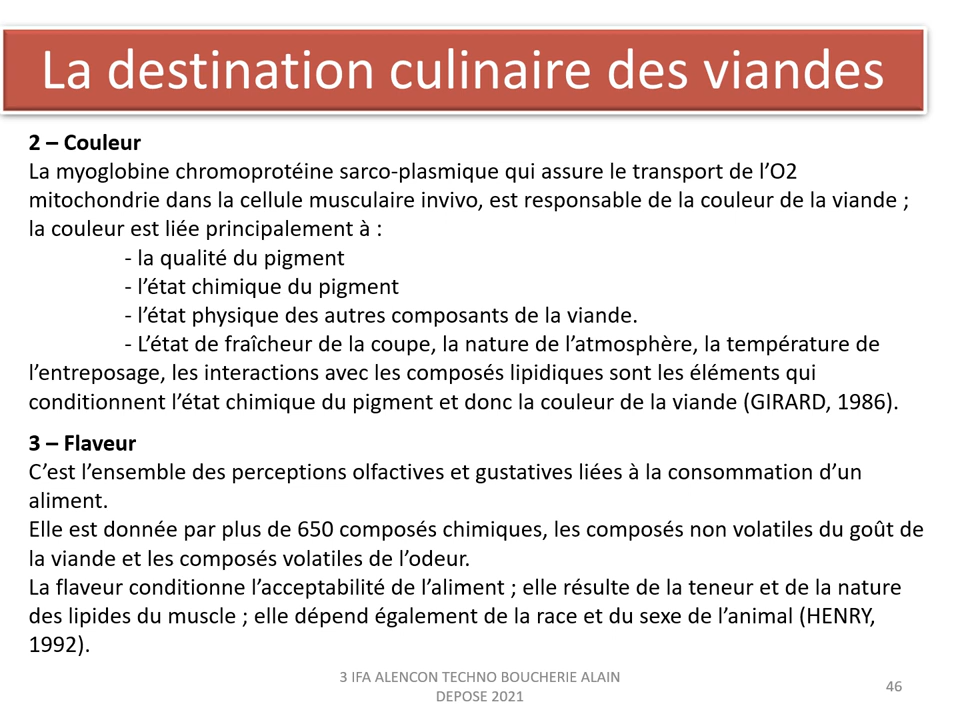 La destination culinaire des viandes
2 – Couleur
La myoglobine chromoprotéine sarco-plasmique qui assure le transport de l’O2
mitochondrie dans la cellule musculaire invivo, est responsable de la couleur de la viande ;
la couleur est liée principalement à :
- la qualité du pigment
- l’état chimique du pigment
- l’état physique des autres composants de la viande.
- L’état de fraîcheur de la coupe, la nature de l’atmosphère, la température de
l’entreposage, les interactions avec les composés lipidiques sont les éléments qui
conditionnent l’état chimique du pigment et donc la couleur de la viande (GIRARD, 1986).
3 – Flaveur
C’est l’ensemble des perceptions olfactives et gustatives liées à la consommation d’un
aliment.
Elle est donnée par plus de 650 composés chimiques, les composés non volatiles du goût de
la viande et les composés volatiles de l’odeur.
La flaveur conditionne l’acceptabilité de l’aliment ; elle résulte de la teneur et de la nature
des lipides du muscle ; elle dépend également de la race et du sexe de l’animal (HENRY,
1992).
3 IFA ALENCON TECHNO BOUCHERIE ALAIN
DEPOSE 2021
46